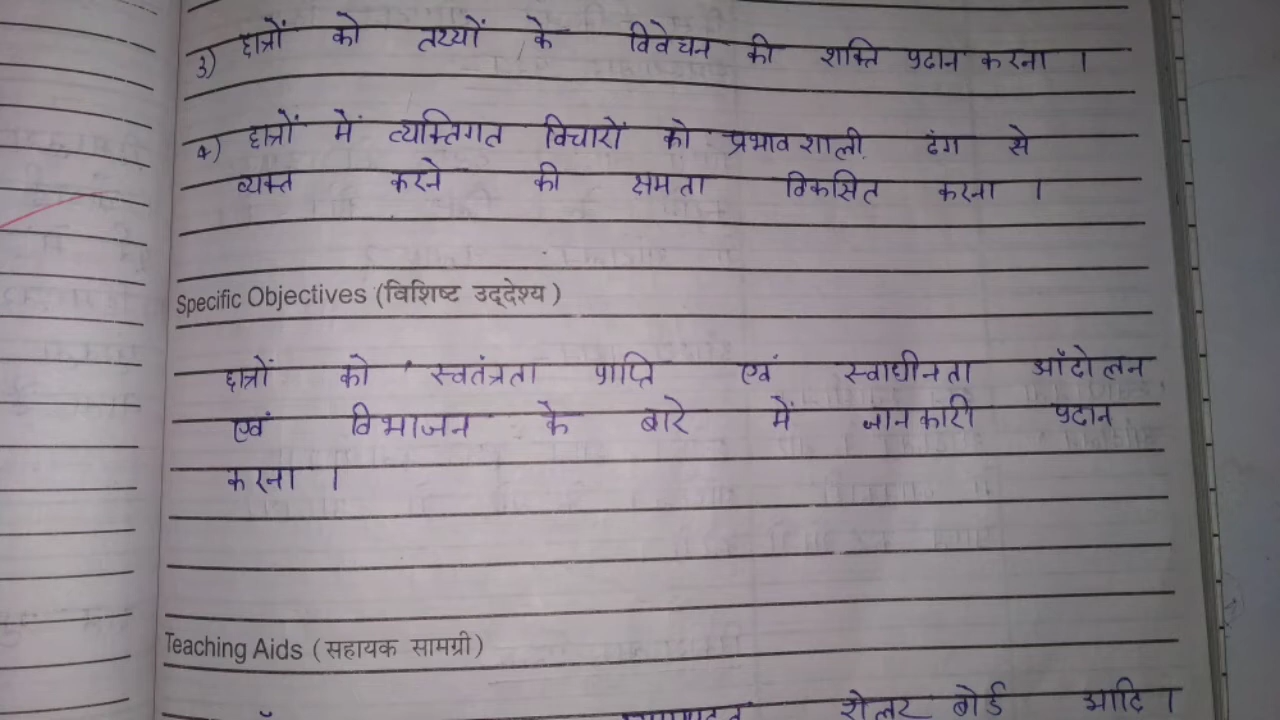 3) छात्रों को तथ्यों के विवेचन की शक्ति प्रदान करना ।
4) छात्रों में व्यक्तिगत विचारों को प्रभावशाली ढंग से
व्यक्त करने की क्षमता विकसित करना ।
Specific Objectives (विशिष्ट उद्देश्य)
छात्रों को स्वतंत्रता प्राप्ति एवं स्वाधीनता आँदोलन
एवं विभाजन के बारे में जानकारी प्रदान
करना ।
Teaching Aids (सहायक सामग्री)
रोलर बोर्ड आदि ।